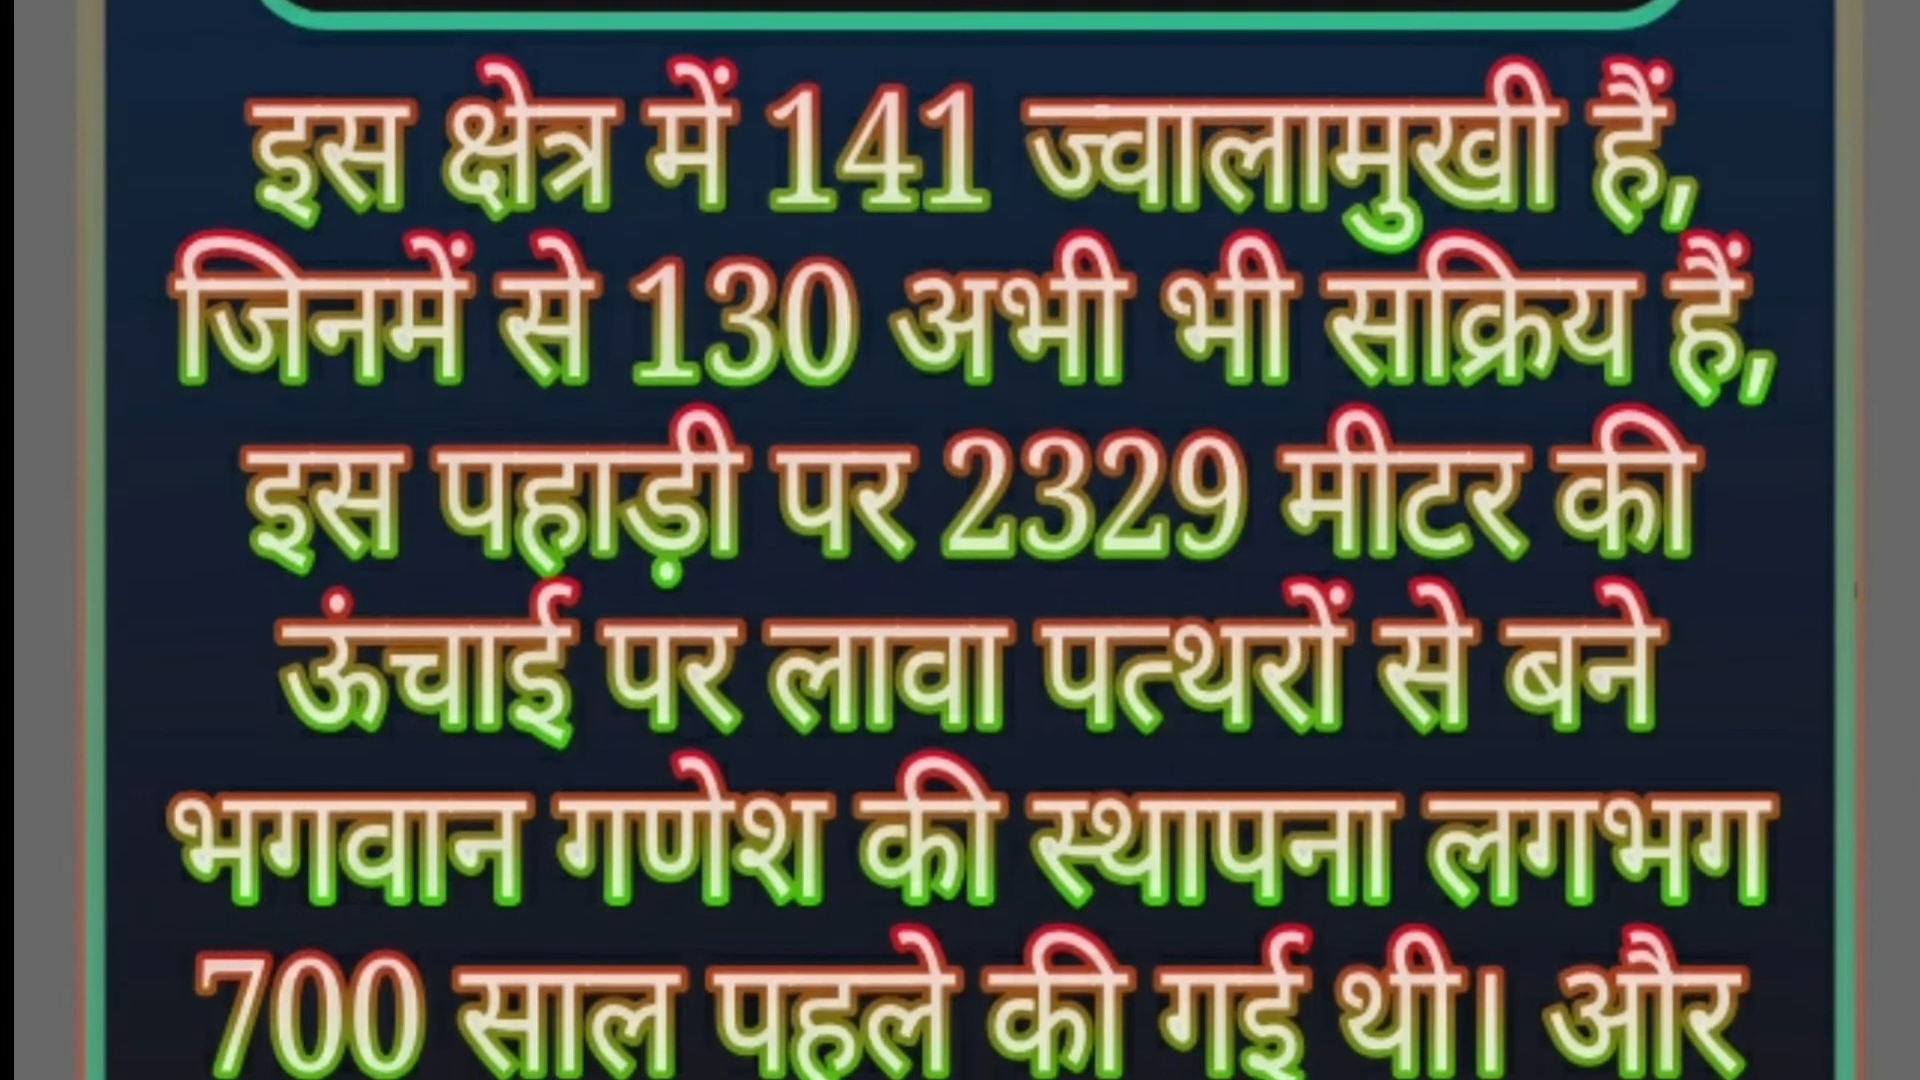 इस क्षेत्र में 141 ज्वालामुखी हैं,
जिनमें से 130 अभी भी सक्रिय हैं,
इस पहाड़ी पर 2329 मीटर की
ऊंचाई पर लावा पत्थरों से बने
भगवान गणेश की स्थापना लगभग
700 साल पहले की गई थी। और